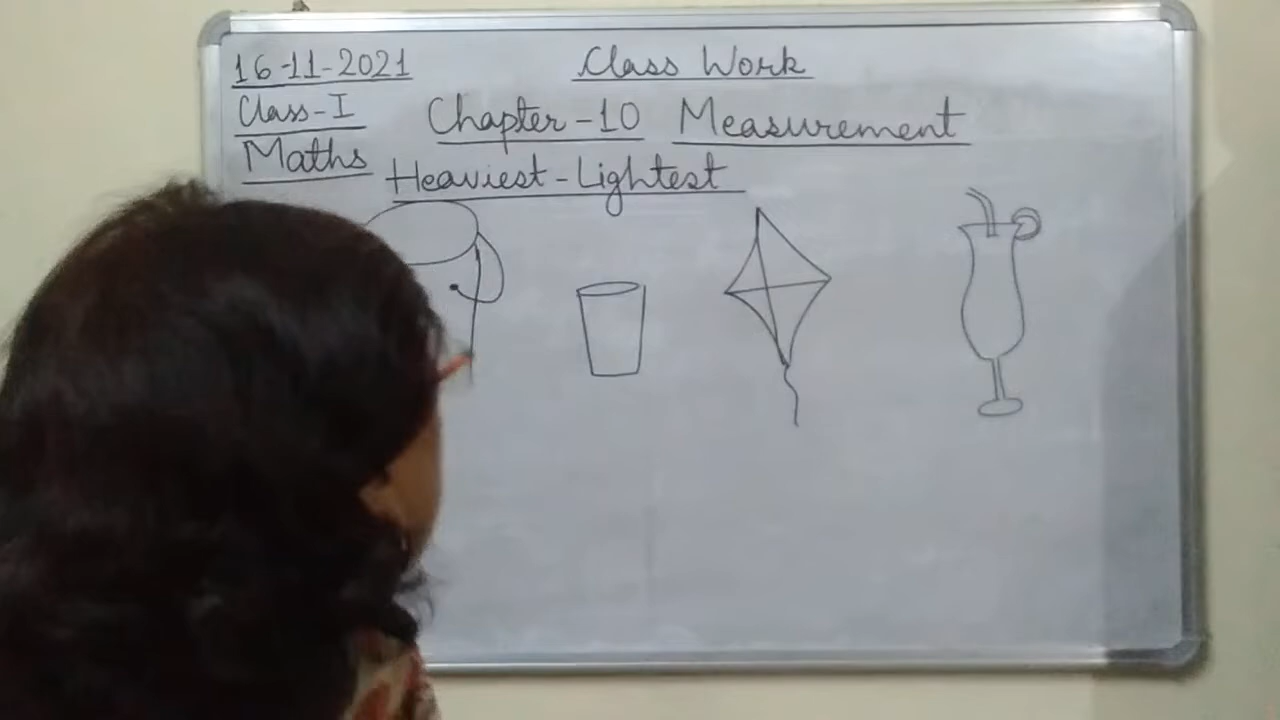 16-11-2021 Class Work
Class-I Chapter-10 Measurement
Maths Heaviest-Lightest